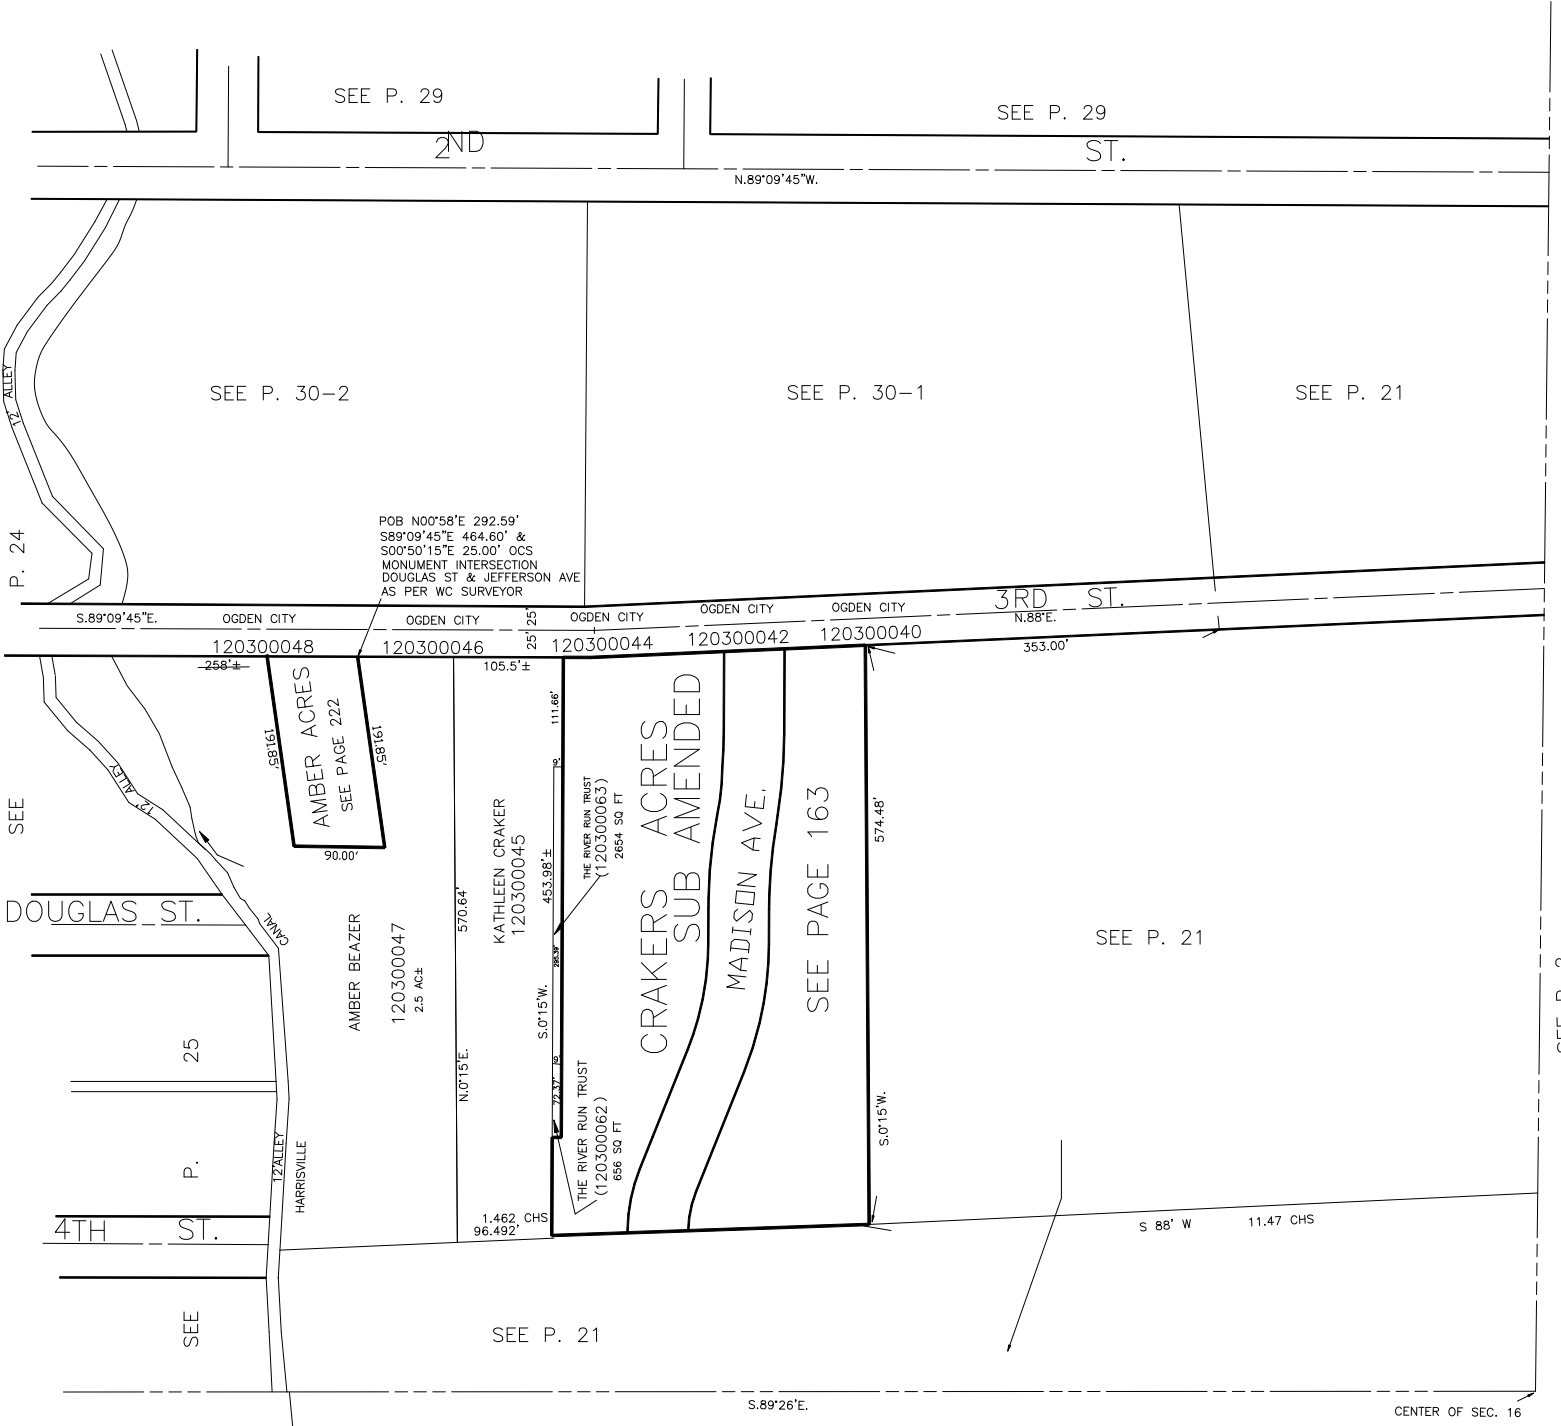 SEE P. 29
SEE P. 29
2ND
ST.
N.89°09'45"W.
12' ALLEY
SEE P. 30-2
SEE P. 30-1
SEE P. 21
P. 24
POB N00°58'E 292.59'
S89°09'45"E 464.60' &
S00°50'15"E 25.00' OCS
MONUMENT INTERSECTION
DOUGLAS ST & JEFFERSON AVE
AS PER WC SURVEYOR
S.89°09'45"E.
OGDEN CITY
OGDEN CITY
25' 25'
OGDEN CITY
OGDEN CITY
OGDEN CITY
3RD ST.
N.88°E.
120300048
120300046
120300044
120300042
120300040
258'±
105.5'±
353.00'
191.85'
AMBER ACRES
SEE PAGE 222
191.85'
90.00'
111.66'
9'
THE RIVER RUN TRUST
(120300063)
2654 SQ FT
CRAKERS ACRES
SUB AMENDED
MADISON AVE.
SEE PAGE 163
574.48'
SEE
12' ALLEY
DOUGLAS ST.
CANAL
AMBER BEAZER
120300047
2.5 AC±
570.64'
KATHLEEN CRAKER
120300045
453.98'±
295.39'
SEE P. 21
S.0°15'W.
N.0°15'E.
9'
72.37'
THE RIVER RUN TRUST
(120300062)
656 SQ FT
S.0°15'W.
25
P.
12'ALLEY
HARRISVILLE
4TH ST.
1.462 CHS
96.492'
S 88° W
11.47 CHS
SEE
SEE P. 21
S.89°26'E.
CENTER OF SEC. 16